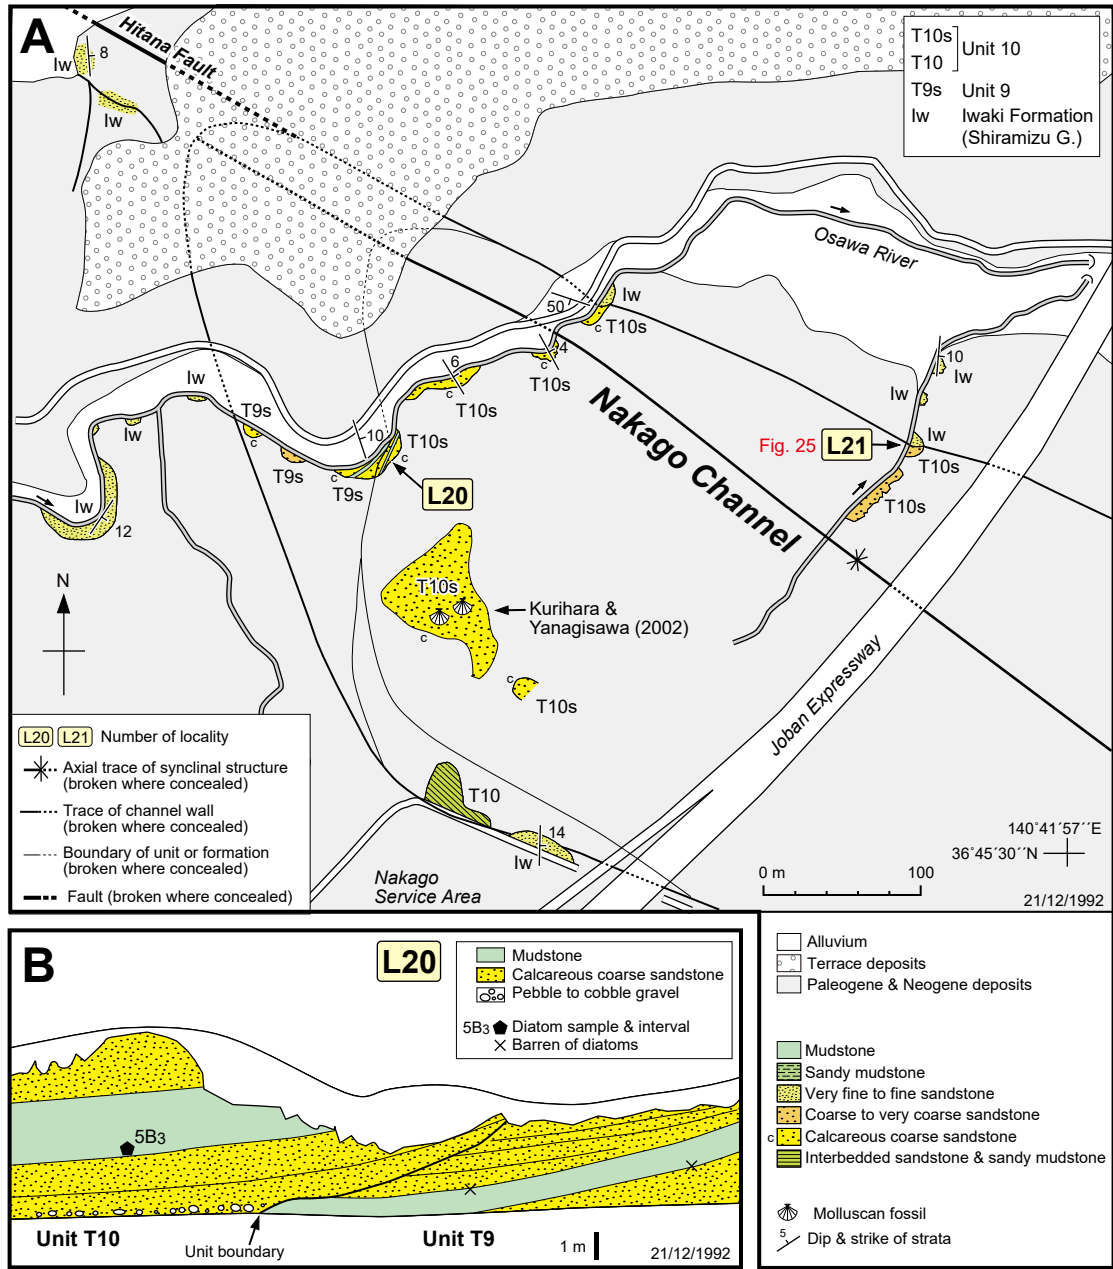 A
Hitana Fault
8
Iw
Iw
T10s
T10
Unit 10
T9s Unit 9
Iw Iwaki Formation
(Shiramizu G.)
Osawa River
50
Iw
c T10s
4
c
T10s
6
c
T10s
10
Iw
Iw
T9s
c
T9s
Iw
Iw
12
10
T10s
c
c
T9s
L20
Nakago Channel
Fig. 25 L21
Iw
T10s
T10s
T10s
c
Kurihara &
Yanagisawa (2002)
c
T10s
N
Joban Expressway
T10
14
Iw
Nakago
Service Area
L20 L21 Number of locality
Axial trace of synclinal structure
(broken where concealed)
Trace of channel wall
(broken where concealed)
Boundary of unit or formation
(broken where concealed)
Fault (broken where concealed)
140˚41´57´´E
36˚45´30´´N
0 m 100
21/12/1992
B
L20
Mudstone
Calcareous coarse sandstone
Pebble to cobble gravel
5B3 Diatom sample & interval
Barren of diatoms
5B3
Unit T10
Unit boundary
Unit T9
1 m
21/12/1992
Alluvium
Terrace deposits
Paleogene & Neogene deposits
Mudstone
Sandy mudstone
Very fine to fine sandstone
Coarse to very coarse sandstone
c Calcareous coarse sandstone
Interbedded sandstone & sandy mudstone
Molluscan fossil
5 Dip & strike of strata